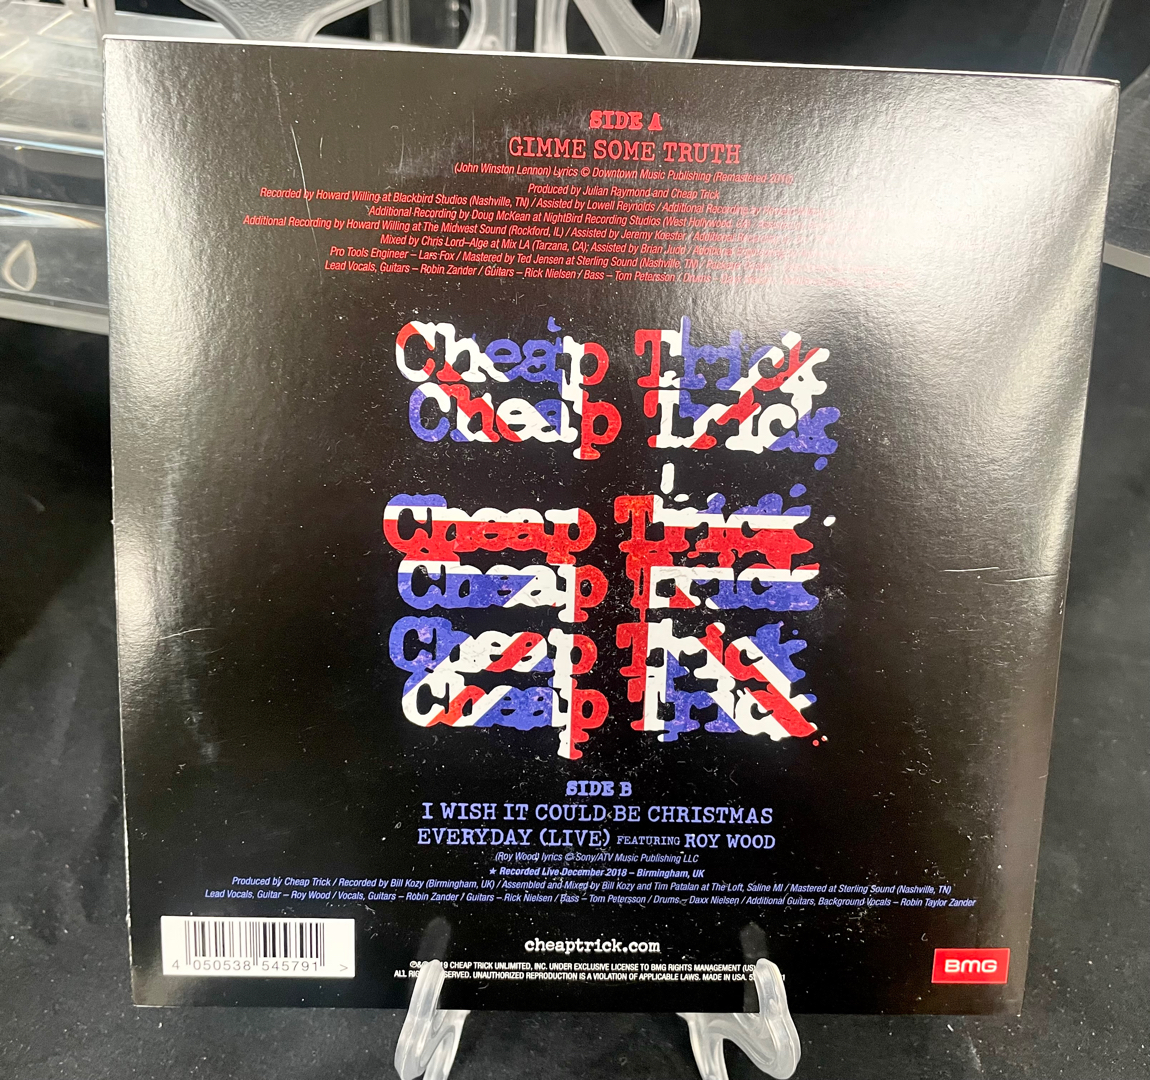 SIDE A
GIMME SOME TRUTH
(John Winston Lennon) Lyrics © Downtown Music Publishing (Remastered 2010)
Produced by Julian Raymond and Cheap Trick
Recorded by Howard Willing at Blackbird Studios (Nashville, TN) / Assisted by Lowell Reynolds / Additional Recording by
Additional Recording by Doug McKean at NightBird Recording Studios (West Hollywood, CA)
Additional Recording by Howard Willing at The Midwest Sound (Rockford, IL) / Assisted by Jeremy Koester / Additional
Mixed by Chris Lord–Alge at Mix LA (Tarzana, CA); Assisted by Brian Judd / Additional
Pro Tools Engineer – Lars Fox / Mastered by Ted Jensen at Sterling Sound (Nashville, TN) /
Lead Vocals, Guitars – Robin Zander / Guitars – Rick Nielsen / Bass – Tom Petersson / Drums –
Cheap Trick
Cheap Trick
Cheap Trick
Cheap Trick
Cheap Trick
Cheap Trick
SIDE B
I WISH IT COULD BE CHRISTMAS
EVERYDAY (LIVE) FEATURING ROY WOOD
(Roy Wood) lyrics © Sony/ATV Music Publishing LLC
★ Recorded Live December 2018 – Birmingham, UK
Produced by Cheap Trick / Recorded by Bill Kozy (Birmingham, UK) / Assembled and Mixed by Bill Kozy and Tim Patalan at The Loft, Saline MI / Mastered at Sterling Sound (Nashville, TN)
Lead Vocals, Guitar – Roy Wood / Vocals, Guitars – Robin Zander / Guitars – Rick Nielsen / Bass – Tom Petersson / Drums – Daxx Nielsen / Additional Guitars, Background Vocals – Robin Taylor Zander
cheaptrick.com
4 050538 545791 >
CHEAP TRICK UNLIMITED, INC. UNDER EXCLUSIVE LICENSE TO BMG RIGHTS MANAGEMENT (US)
ALL RIGHTS RESERVED. UNAUTHORIZED REPRODUCTION IS A VIOLATION OF APPLICABLE LAWS. MADE IN USA.
BMG